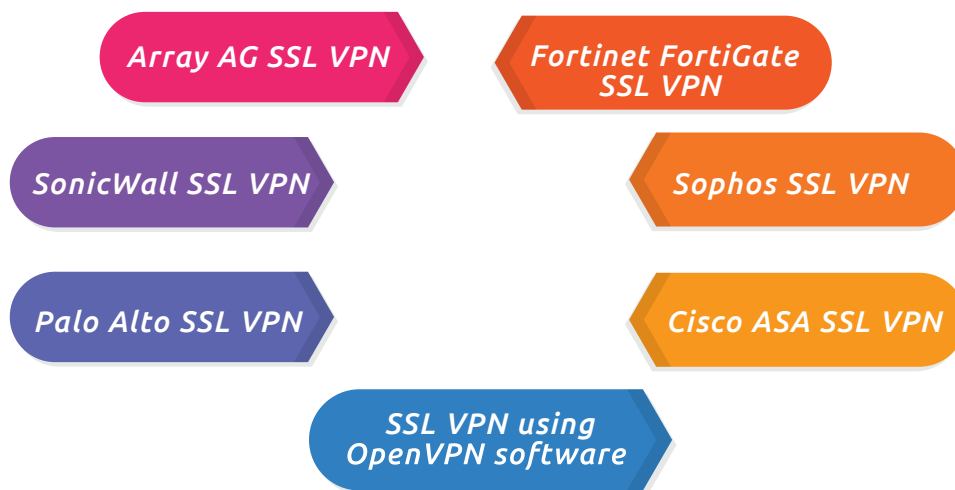 Array AG SSL VPN
Fortinet FortiGate
SSL VPN
SonicWall SSL VPN
Sophos SSL VPN
Palo Alto SSL VPN
Cisco ASA SSL VPN
SSL VPN using
OpenVPN software